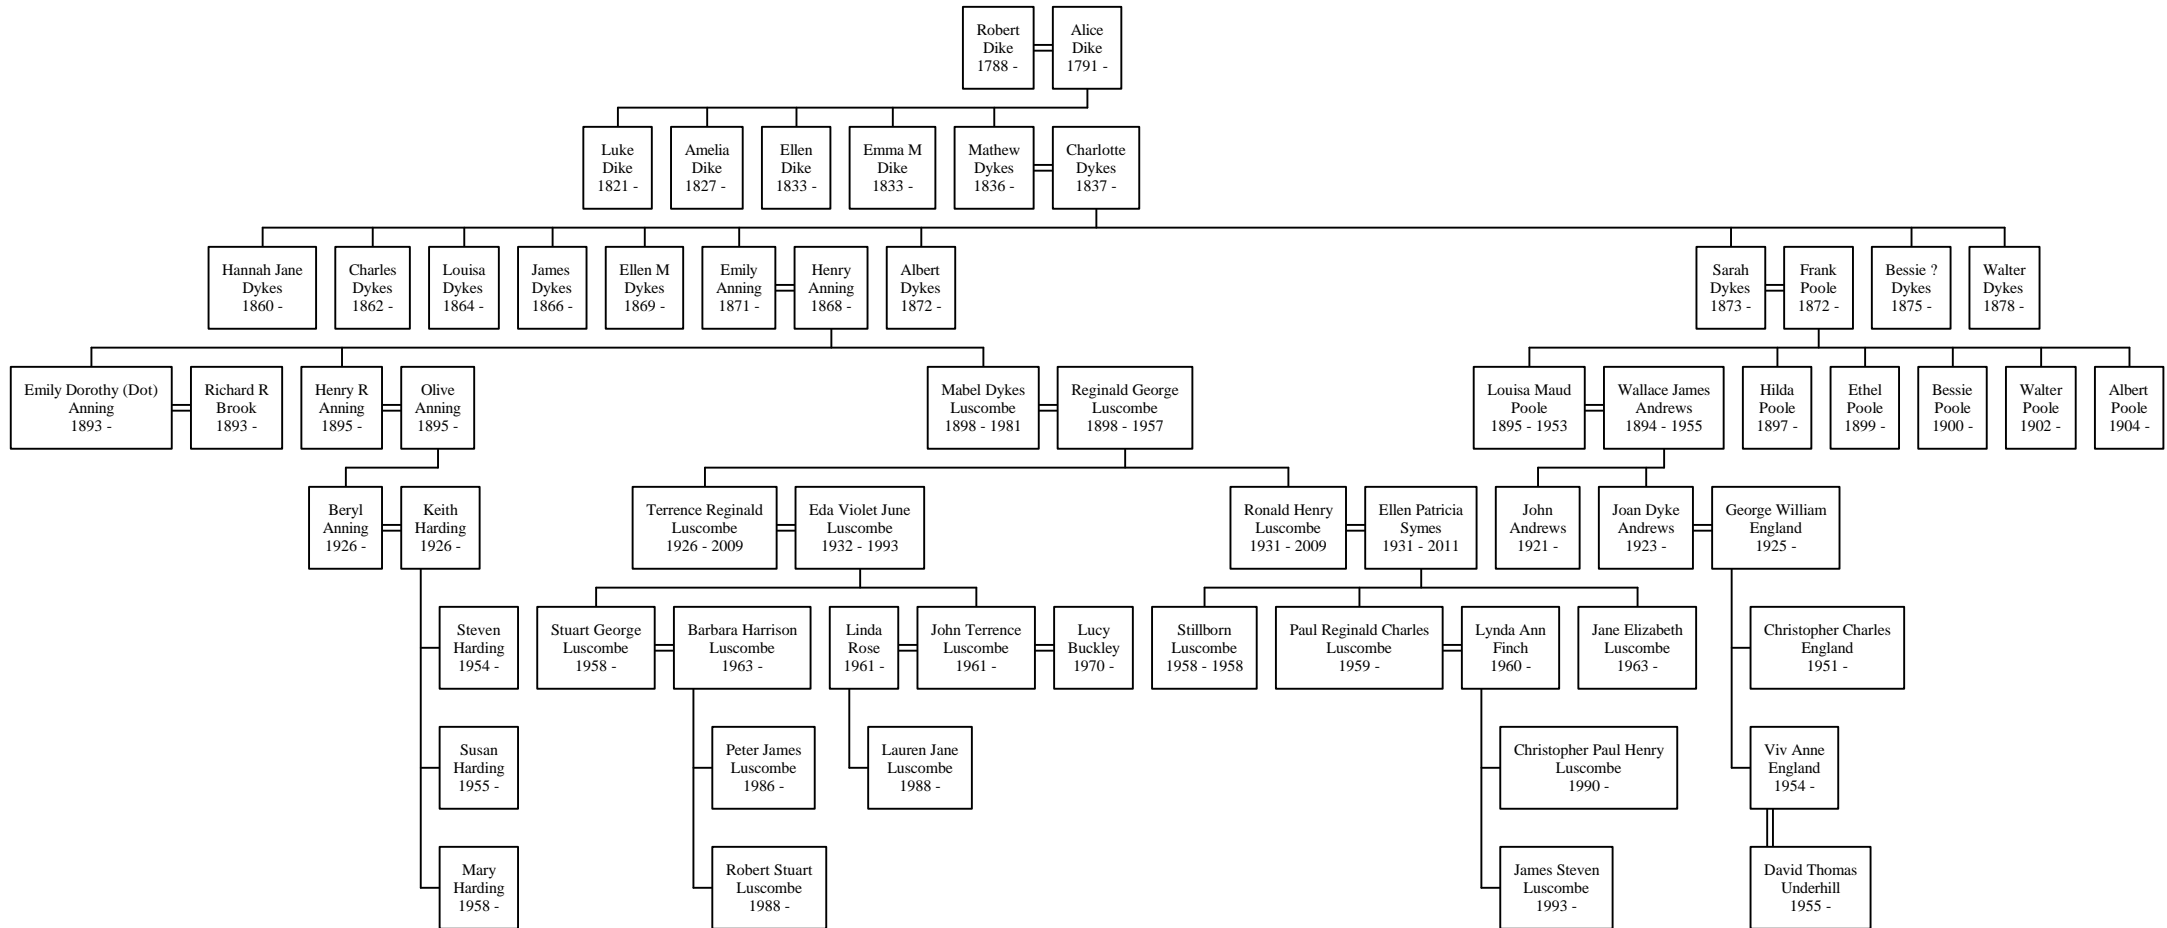 Robert
Dike
1788 -
Alice
Dike
1791 -
Luke
Dike
1821 -
Amelia
Dike
1827 -
Ellen
Dike
1833 -
Emma M
Dike
1833 -
Mathew
Dykes
1836 -
Charlotte
Dykes
1837 -
Hannah Jane
Dykes
1860 -
Charles
Dykes
1862 -
Louisa
Dykes
1864 -
James
Dykes
1866 -
Ellen M
Dykes
1869 -
Emily
Anning
1871 -
Henry
Anning
1868 -
Albert
Dykes
1872 -
Sarah
Dykes
1873 -
Frank
Poole
1872 -
Bessie ?
Dykes
1875 -
Walter
Dykes
1878 -
Emily Dorothy (Dot)
Anning
1893 -
Richard R
Brook
1893 -
Henry R
Anning
1895 -
Olive
Anning
1895 -
Mabel Dykes
Luscombe
1898 - 1981
Reginald George
Luscombe
1898 - 1957
Louisa Maud
Poole
1895 - 1953
Wallace James
Andrews
1894 - 1955
Hilda
Poole
1897 -
Ethel
Poole
1899 -
Bessie
Poole
1900 -
Walter
Poole
1902 -
Albert
Poole
1904 -
Beryl
Anning
1926 -
Keith
Harding
1926 -
Terrence Reginald
Luscombe
1926 - 2009
Eda Violet June
Luscombe
1932 - 1993
Ronald Henry
Luscombe
1931 - 2009
Ellen Patricia
Symes
1931 - 2011
John
Andrews
1921 -
Joan Dyke
Andrews
1923 -
George William
England
1925 -
Steven
Harding
1954 -
Stuart George
Luscombe
1958 -
Barbara Harrison
Luscombe
1963 -
Linda
Rose
1961 -
John Terrence
Luscombe
1961 -
Lucy
Buckley
1970 -
Stillborn
Luscombe
1958 - 1958
Paul Reginald Charles
Luscombe
1959 -
Lynda Ann
Finch
1960 -
Jane Elizabeth
Luscombe
1963 -
Christopher Charles
England
1951 -
Susan
Harding
1955 -
Peter James
Luscombe
1986 -
Lauren Jane
Luscombe
1988 -
Christopher Paul Henry
Luscombe
1990 -
Viv Anne
England
1954 -
Mary
Harding
1958 -
Robert Stuart
Luscombe
1988 -
James Steven
Luscombe
1993 -
David Thomas
Underhill
1955 -